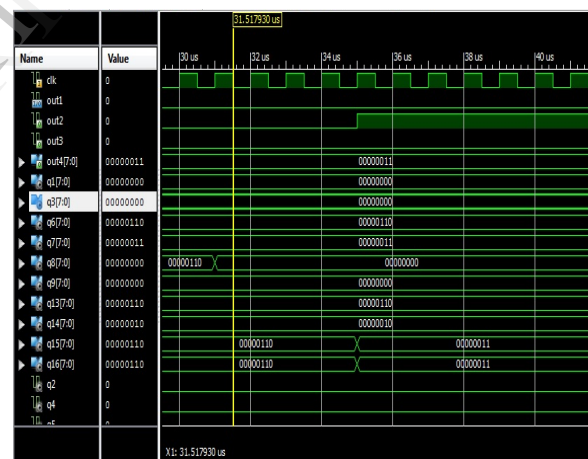 31.517930 us
Name Value
30 us 32 us 34 us 36 us 38 us 40 us
clk 0
out1 0
out2 0
out3 0
out4[7:0] 00000011 00000011
q1[7:0] 00000000 00000000
q3[7:0] 00000000 00000000
q6[7:0] 00000110 00000110
q7[7:0] 00000011 00000011
q8[7:0] 00000000 00000110 00000000
q9[7:0] 00000000 00000000
q13[7:0] 00000110 00000110
q14[7:0] 00000010 00000010
q15[7:0] 00000110 00000110 00000011
q16[7:0] 00000110 00000110 00000011
q2 0
q4 0
X1: 31.517930 us